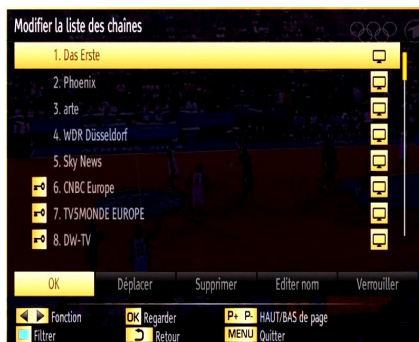 Modifier la liste des chaînes
1. Das Erste
2. Phoenix
3. arte
4. WDR Düsseldorf
5. Sky News
6. CNBC Europe
7. TV5MONDE EUROPE
8. DW-TV
OK Déplacer Supprimer Editer nom Verrouiller
Fonction OK Regarder P+ P- HAUT/BAS de page
Filtrer Retour MENU Quitter